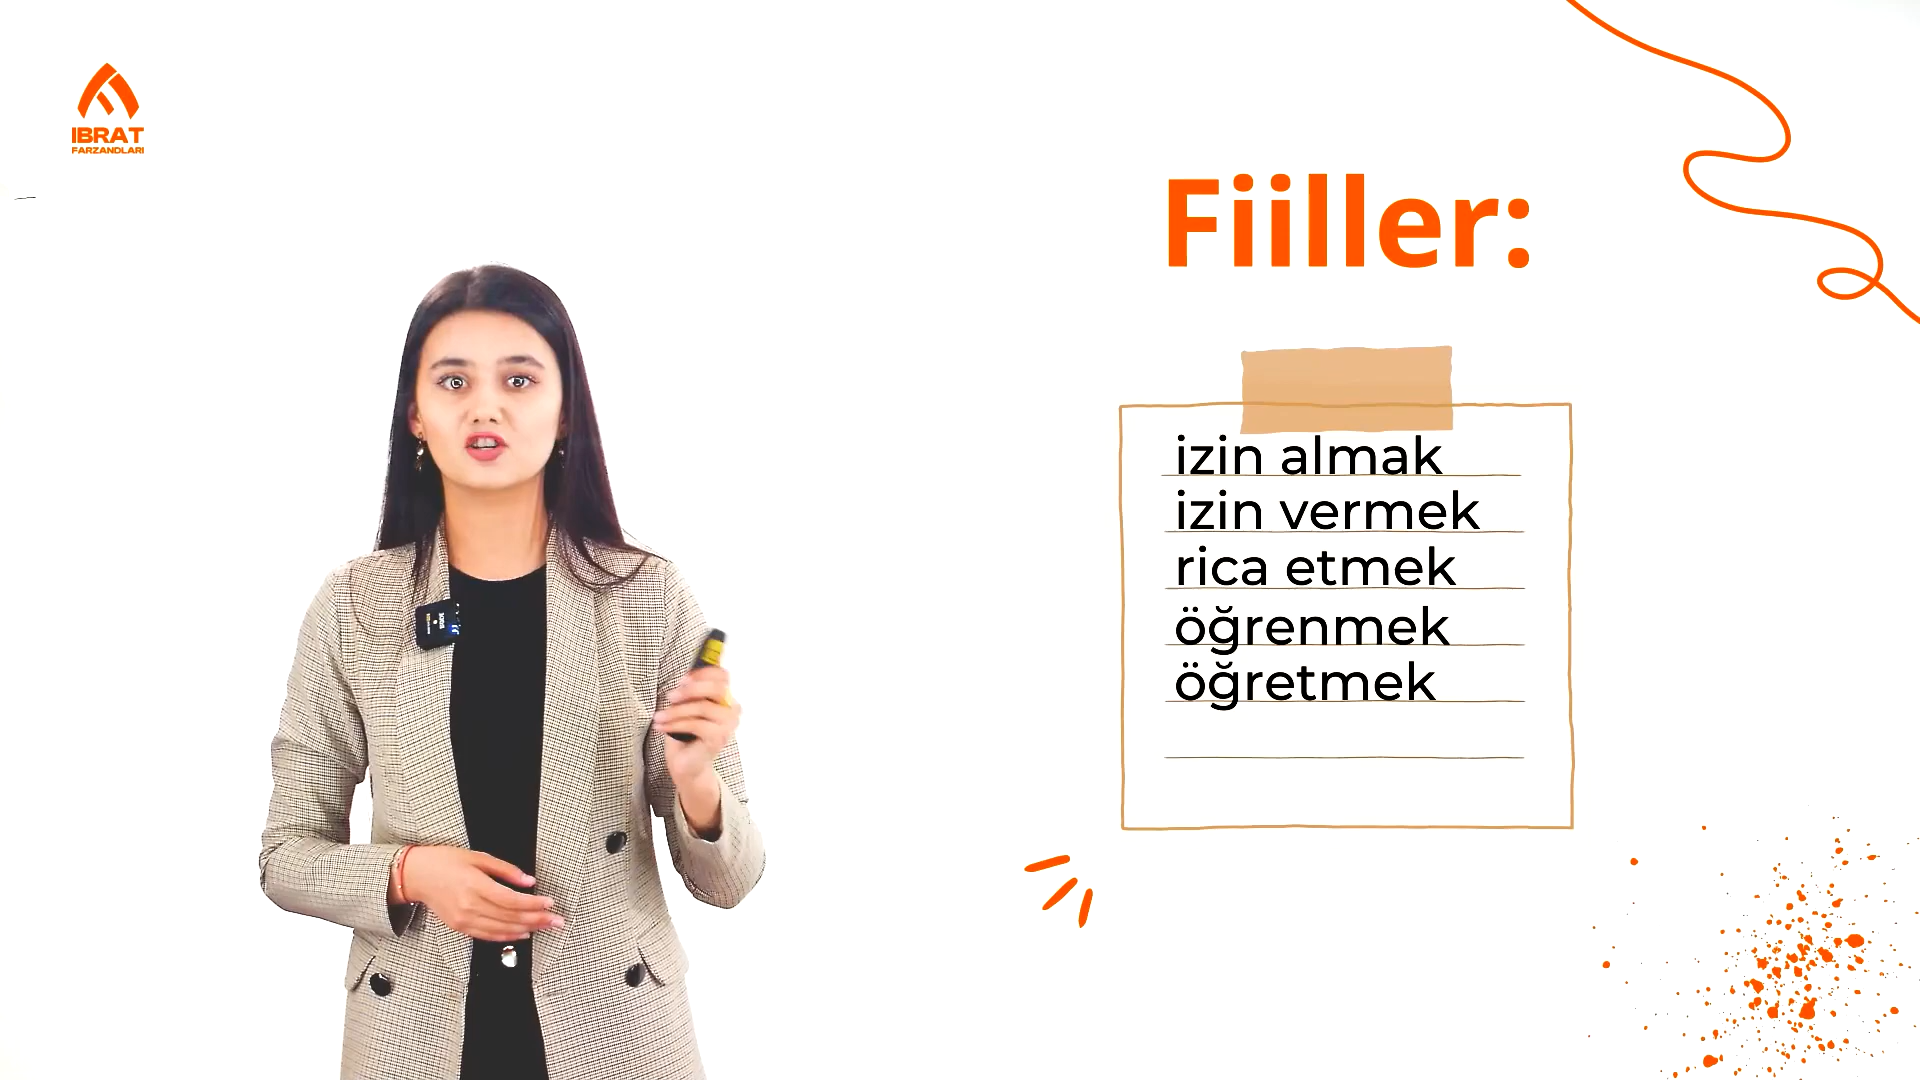 IBRAT
FARZANDLARI
Fiiller:
izin almak
izin vermek
rica etmek
öğrenmek
öğretmek